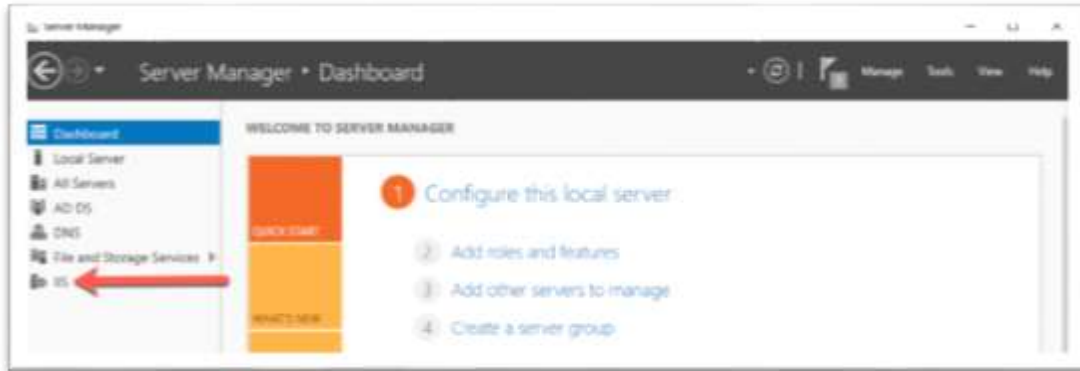 Server Manager
Server Manager • Dashboard
Manage Tools View Help
Dashboard
Local Server
All Servers
AD DS
DNS
File and Storage Services
IIS
WELCOME TO SERVER MANAGER
QUICK START
WHAT'S NEW
1 Configure this local server
2 Add roles and features
3 Add other servers to manage
4 Create a server group